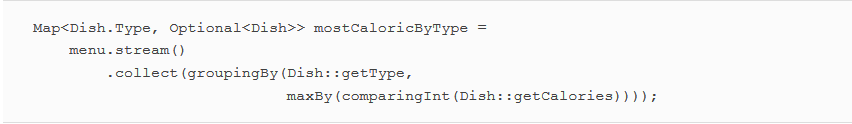 Map<Dish.Type, Optional<Dish>> mostCaloricByType =
    menu.stream()
        .collect(groupingBy(Dish::getType,
                            maxBy(comparingInt(Dish::getCalories))));